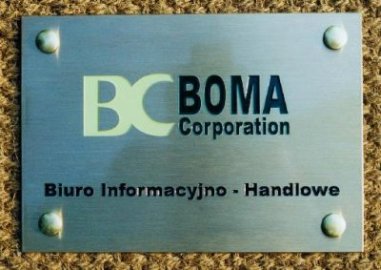 BC BOMA
Corporation
Biuro Informacyjno - Handlowe